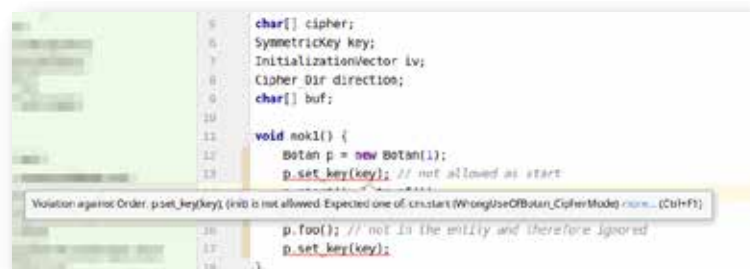 5 char[] cipher;
6 SymmetricKey key;
7 InitializationVector iv;
8 Cipher_Dir direction;
9 char[] buf;
10
11 void nok1() {
12 Botan p = new Botan(1);
13 p.set_key(key); // not allowed as start
Violation against Order. p.set_key(key); (init) is not allowed. Expected one of: cm.start (WrongUseOfBotan_CipherMode) more... (Ctrl+F1)
16 p.foo(); // not in the entity and therefore ignored
17 p.set_key(key);
18 }